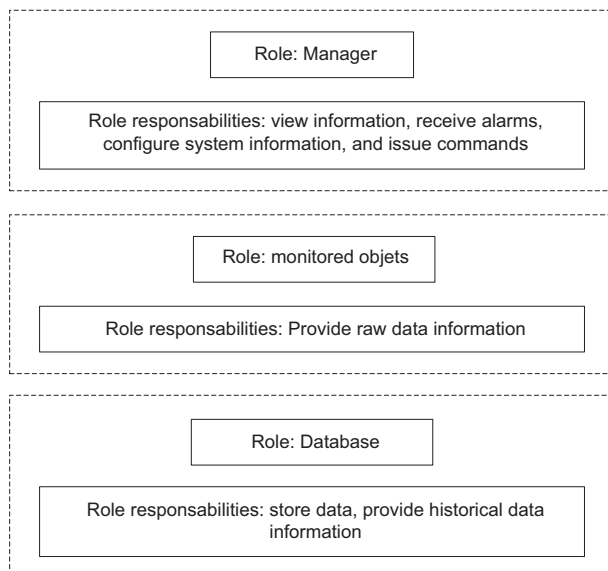 Role: Manager
Role responsabilities: view information, receive alarms,
configure system information, and issue commands
Role: monitored objets
Role responsabilities: Provide raw data information
Role: Database
Role responsabilities: store data, provide historical data
information